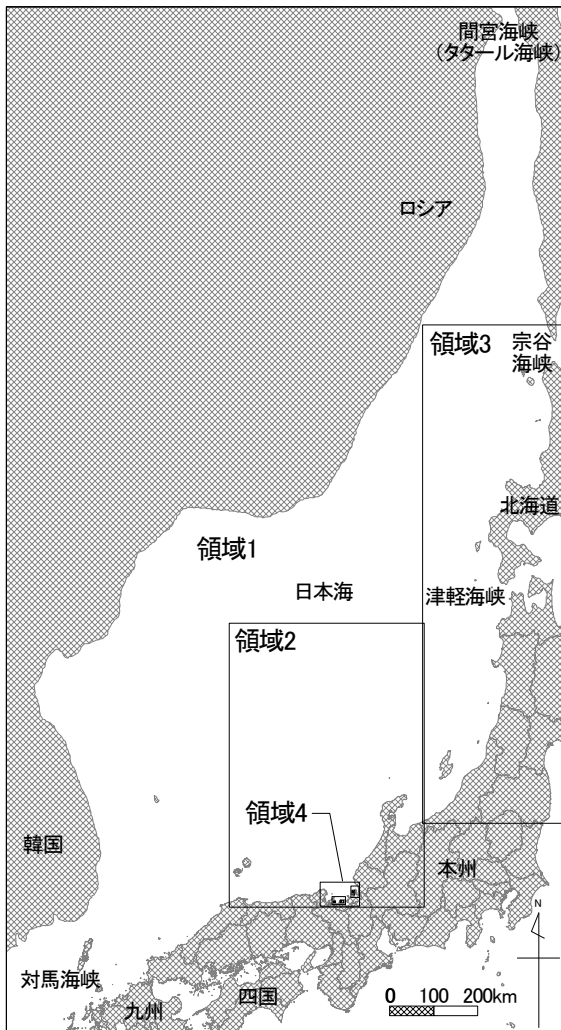 間宮海峡
(タタール海峡)
ロシア
領域3
宗谷
海峡
北海道
領域1
日本海
津軽海峡
領域2
領域4
韓国
本州
N
対馬海峡
九州
四国
0 100 200km